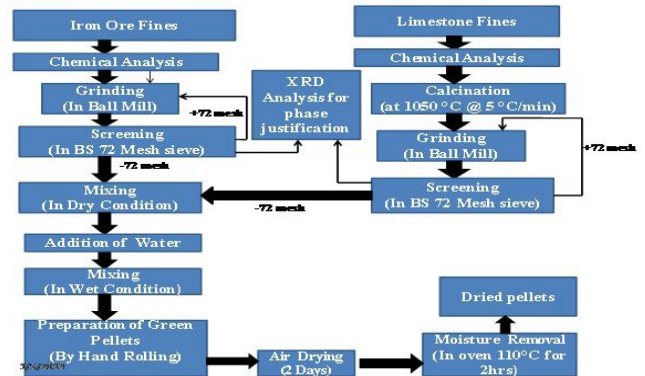 Iron Ore Fines
Chemical Analysis
Grinding
(In Ball Mill)
+72 mesh
Screening
(In BS 72 Mesh sieve)
-72 mesh
Mixing
(In Dry Condition)
Addition of Water
Mixing
(In Wet Condition)
Preparation of Green
Pellets
(By Hand Rolling)
XRD
Analysis for
phase
justification
Limestone Fines
Chemical Analysis
Calcination
(at 1050°C @ 5°C/min)
Grinding
(In Ball Mill)
+72 mesh
Screening
(In BS 72 Mesh sieve)
-72 mesh
Air Drying
(2 Days)
Moisture Removal
(In oven 110°C for
2hrs)
Dried pellets